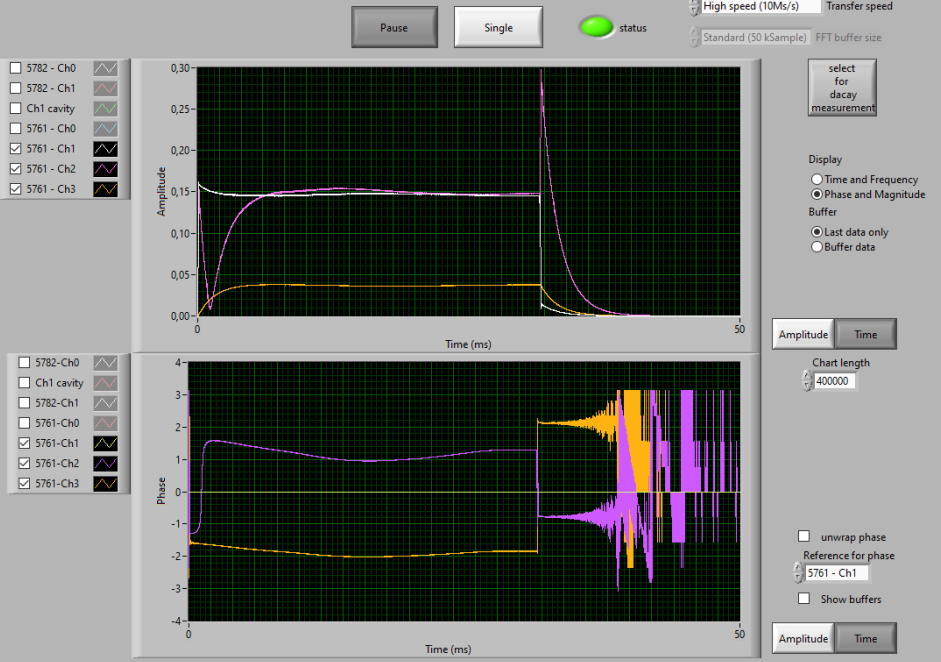 Pause
Single
status
High speed (10Ms/s)
Transfer speed
Standard (50 kSample)
FFT buffer size
5782 - Ch0
5782 - Ch1
Ch1 cavity
5761 - Ch0
5761 - Ch1
5761 - Ch2
5761 - Ch3
Amplitude
0,30
0,25
0,20
0,15
0,10
0,05
0,00
0
50
Time (ms)
select
for
dacay
measurement
Display
Time and Frequency
Phase and Magnitude
Buffer
Last data only
Buffer data
Amplitude
Time
Chart length
400000
5782-Ch0
Ch1 cavity
5782-Ch1
5761-Ch0
5761-Ch1
5761-Ch2
5761-Ch3
Phase
4
3
2
1
0
-1
-2
-3
-4
0
50
Time (ms)
unwrap phase
Reference for phase
5761 - Ch1
Show buffers
Amplitude
Time